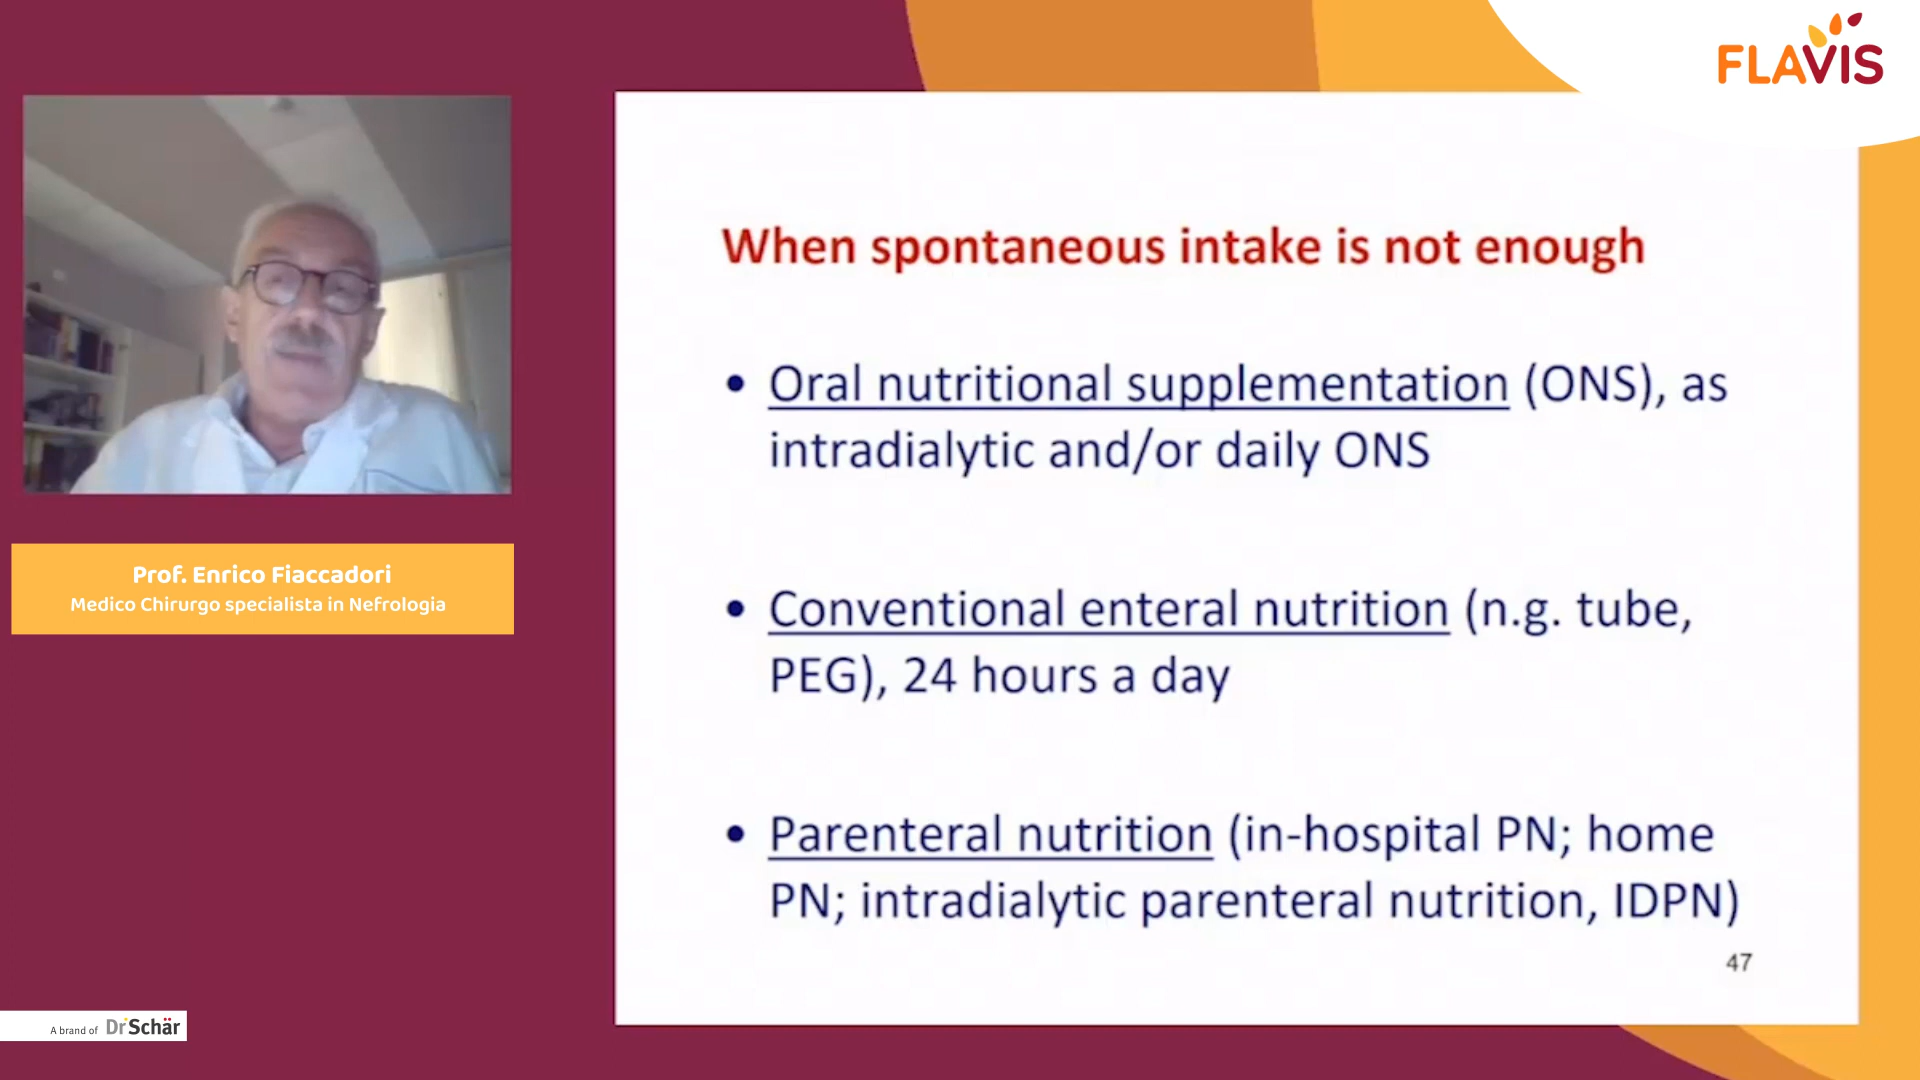 FLAVIS
When spontaneous intake is not enough
• Oral nutritional supplementation (ONS), as
intradialytic and/or daily ONS
• Conventional enteral nutrition (n.g. tube,
PEG), 24 hours a day
• Parenteral nutrition (in-hospital PN; home
PN; intradialytic parenteral nutrition, IDPN)
47
Prof. Enrico Fiaccadori
Medico Chirurgo specialista in Nefrologia
A brand of Dr Schär